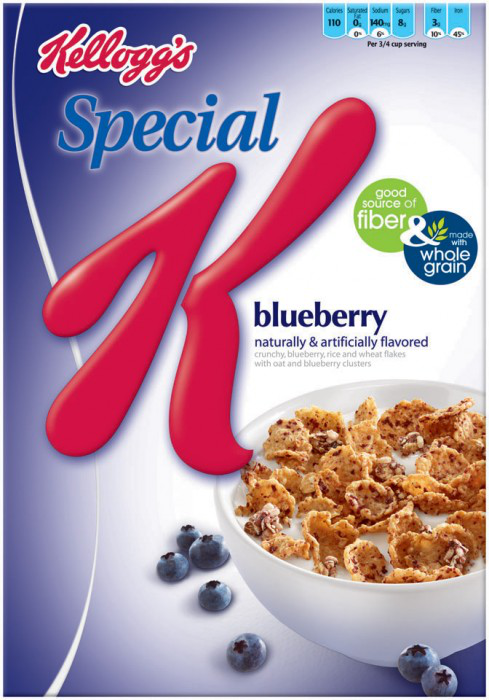 Calories Saturated Fat Sodium Sugars Fiber Iron
110 0g 140mg 8g 3g
0% 6% 10% 45%
Per 3/4 cup serving
Kellogg's
Special
K
good
source of
fiber
&
made
with
whole
grain
blueberry
naturally & artificially flavored
crunchy, blueberry, rice and wheat flakes
with oat and blueberry clusters